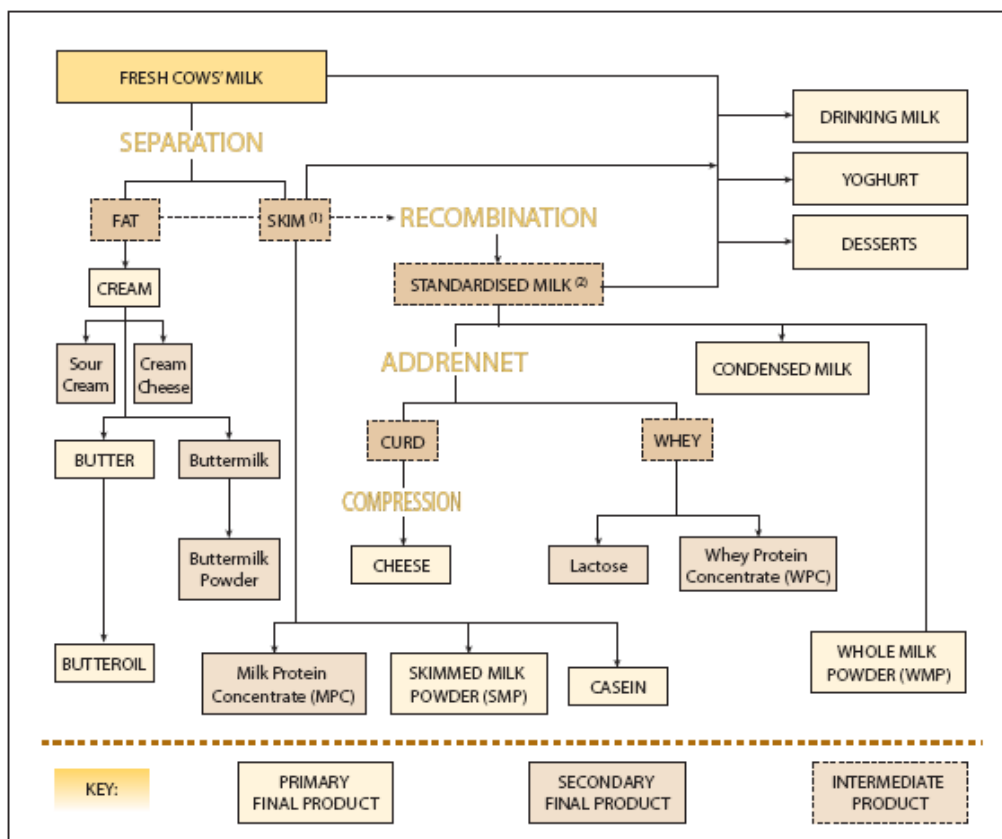 FRESH COWS' MILK
SEPARATION
DRINKING MILK
YOGHURT
DESSERTS
FAT
SKIM (1)
RECOMBINATION
STANDARDISED MILK (2)
CREAM
Sour
Cream
Cream
Cheese
ADDRENNET
CONDENSED MILK
BUTTER
Buttermilk
CURD
WHEY
COMPRESSION
Buttermilk
Powder
CHEESE
Lactose
Whey Protein
Concentrate (WPC)
BUTTEROIL
Milk Protein
Concentrate (MPC)
SKIMMED MILK
POWDER (SMP)
CASEIN
WHOLE MILK
POWDER (WMP)
KEY:
PRIMARY
FINAL PRODUCT
SECONDARY
FINAL PRODUCT
INTERMEDIATE
PRODUCT